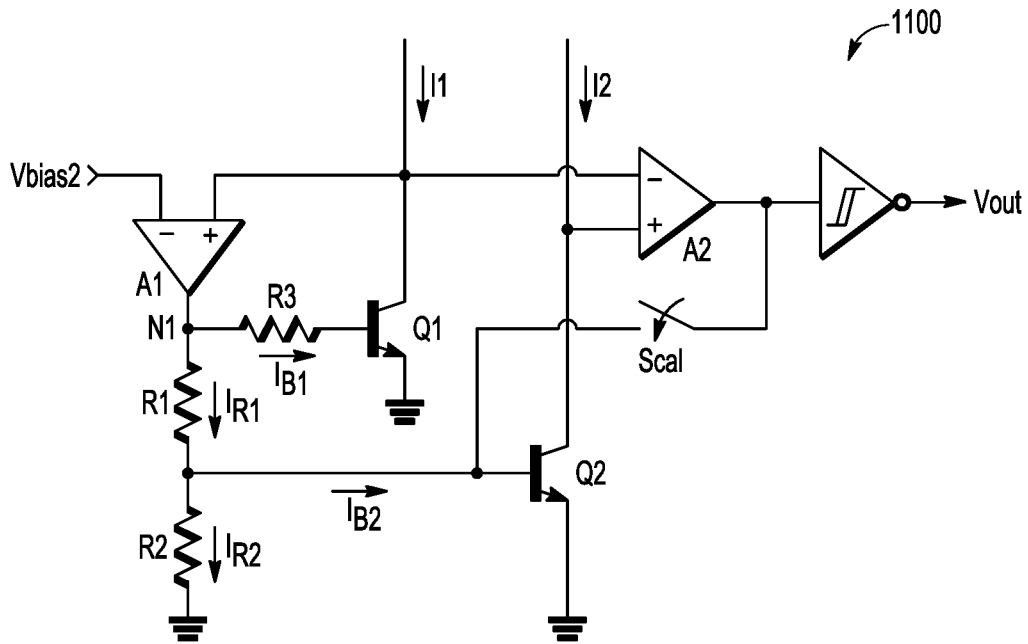 1100
I1
I2
Vbias2
-
+
A1
-
+
A2
Vout
N1
R3
IB1
Q1
Scal
R1
IR1
IB2
Q2
R2
IR2